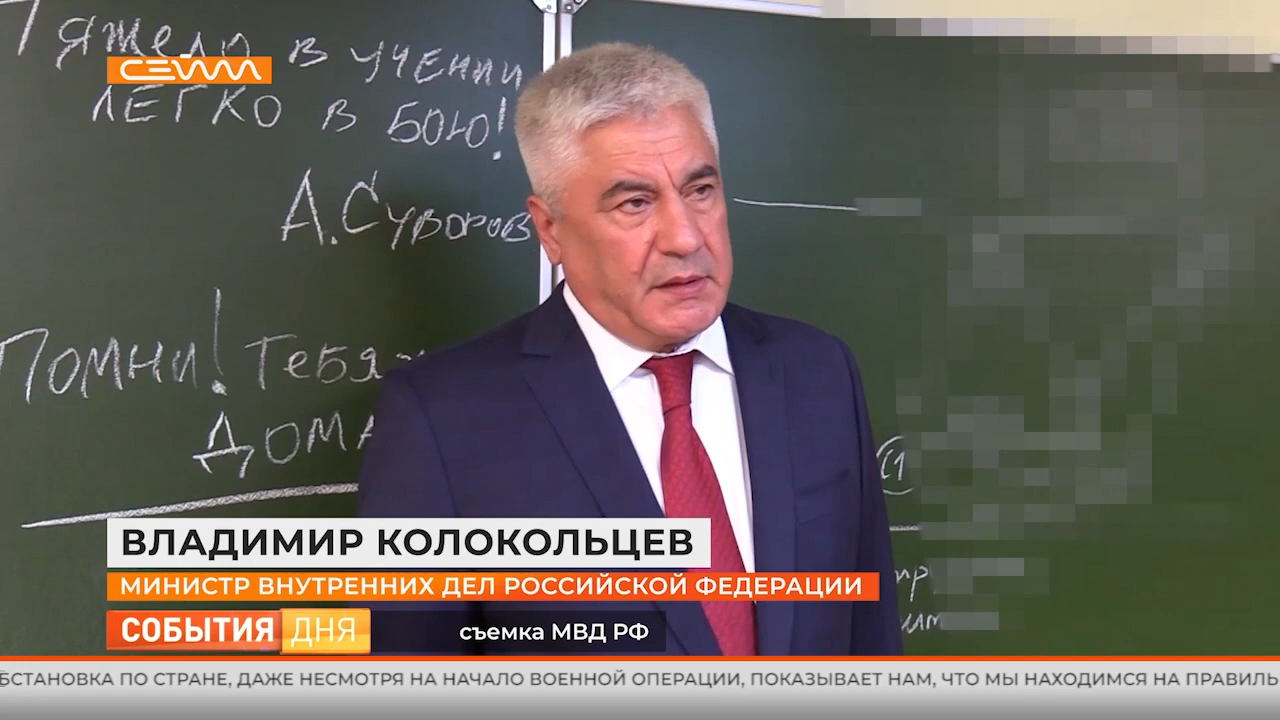 Тяжело в учении
ЛЕГКО в БОЮ!
А. Суворов
СЕЙМ
Помни! Тебя
ДОМА
ВЛАДИМИР КОЛОКОЛЬЦЕВ
МИНИСТР ВНУТРЕННИХ ДЕЛ РОССИЙСКОЙ ФЕДЕРАЦИИ
СОБЫТИЯ ДНЯ
съемка МВД РФ
БСТАНОВКА ПО СТРАНЕ, ДАЖЕ НЕСМОТРЯ НА НАЧАЛО ВОЕННОЙ ОПЕРАЦИИ, ПОКАЗЫВАЕТ НАМ, ЧТО МЫ НАХОДИМСЯ НА ПРАВИЛЬ